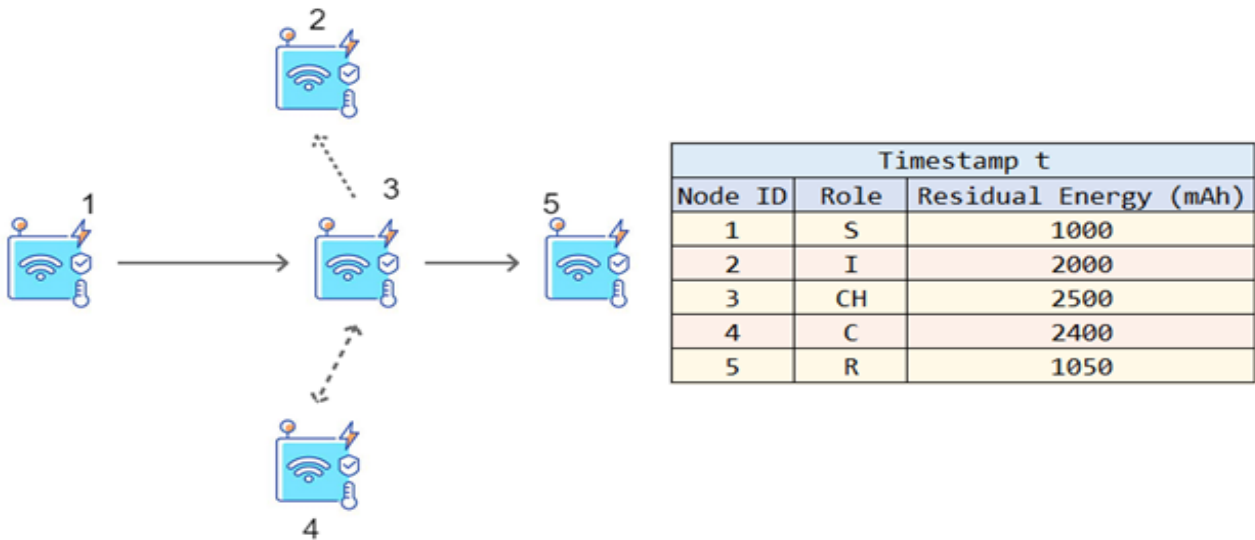 2
1
3
5
4
Timestamp t
Node ID Role Residual Energy (mAh)
1 S 1000
2 I 2000
3 CH 2500
4 C 2400
5 R 1050